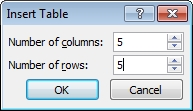 Insert Table
Number of columns: 5
Number of rows: 5
OK Cancel